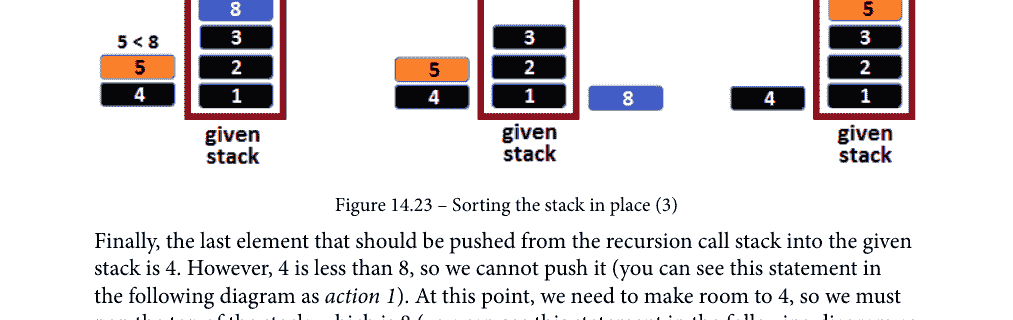 8
5
5 < 8
3
3
3
5
2
5
2
2
4
1
4
1
8
4
1
given
stack
given
stack
given
stack
Figure 14.23 – Sorting the stack in place (3)
Finally, the last element that should be pushed from the recursion call stack into the given
stack is 4. However, 4 is less than 8, so we cannot push it (you can see this statement in
the following diagram as action 1). At this point, we need to make room to 4, so we must